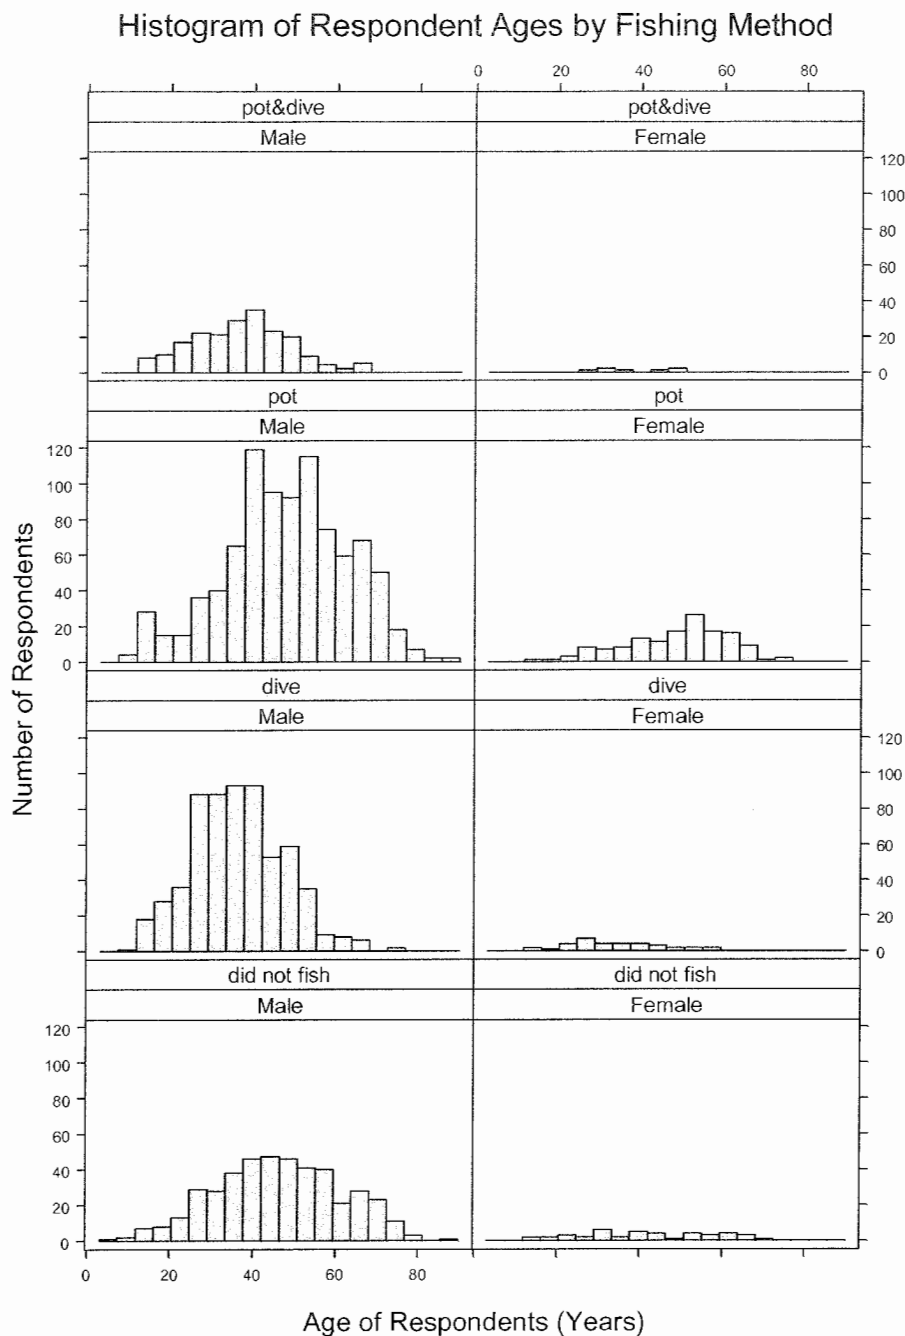 Histogram of Respondent Ages by Fishing Method
0 20 40 60 80
pot&dive pot&dive
Male Female
120
100
80
60
40
20
0
pot pot
Male Female
120
100
80
60
40
20
0
Number of Respondents
dive dive
Male Female
120
100
80
60
40
20
0
did not fish did not fish
Male Female
120
100
80
60
40
20
0
0 20 40 60 80
Age of Respondents (Years)